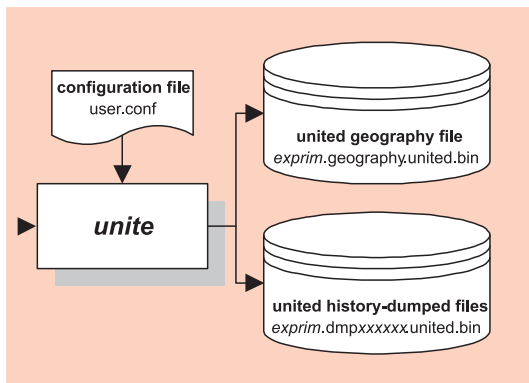 configuration file
user.conf
unite
united geography file
exprim.geography.united.bin
united history-dumped files
exprim.dmpxxxxxx.united.bin